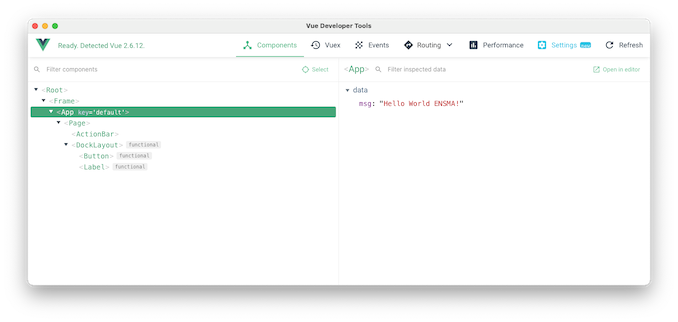 Vue Developer Tools
Ready. Detected Vue 2.6.12.
Components Vuex Events Routing Performance Settings new Refresh
Filter components Select
<App> Filter inspected data Open in editor
<Root>
<Frame>
<App key='default'>
<Page>
<ActionBar>
<DockLayout> functional
<Button> functional
<Label> functional
data
msg: "Hello World ENSMA!"